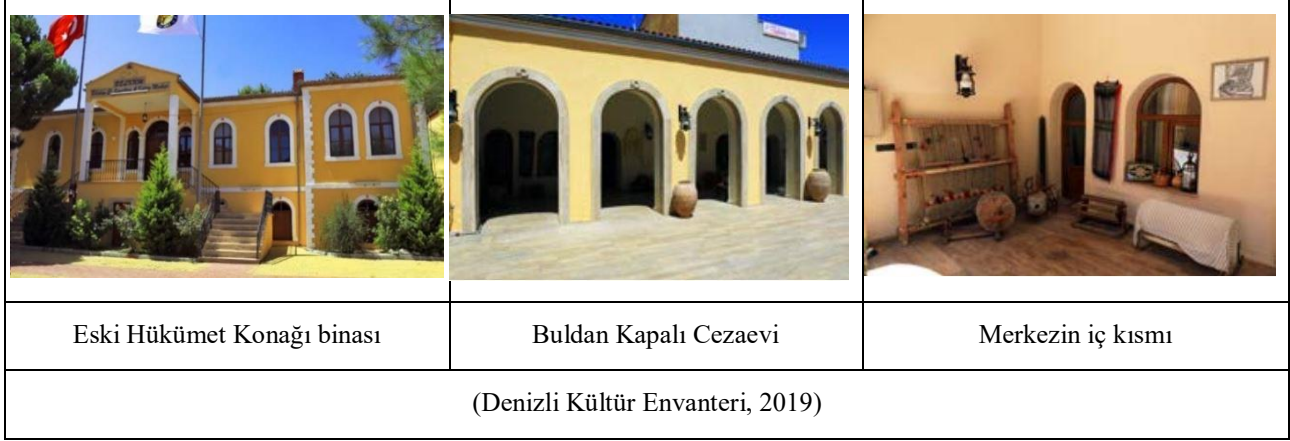 Eski Hükümet Konağı binası
Buldan Kapalı Cezaevi
Merkezin iç kısmı
(Denizli Kültür Envanteri, 2019)